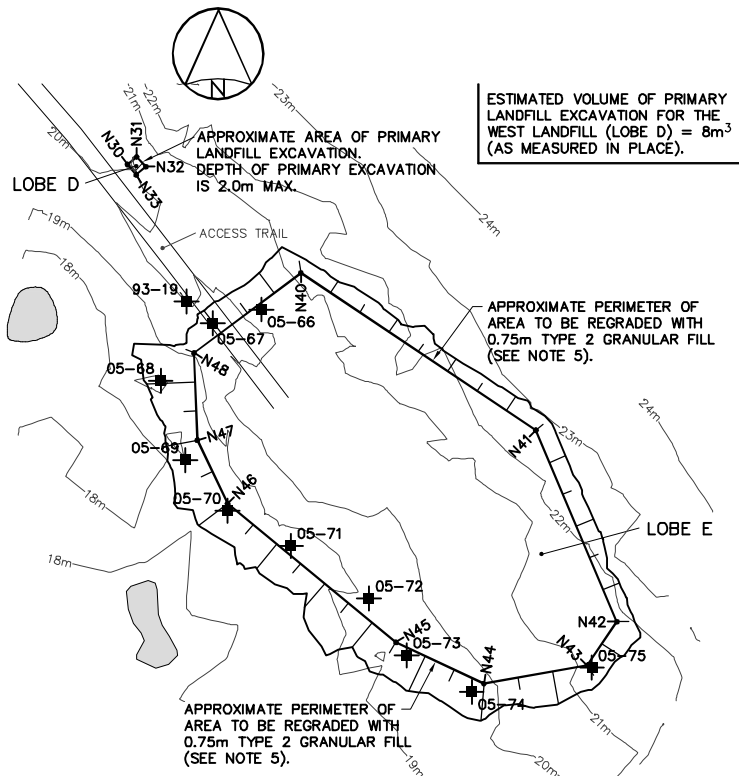 N
23m
22m
21m
20m
ESTIMATED VOLUME OF PRIMARY
LANDFILL EXCAVATION FOR THE
WEST LANDFILL (LOBE D) = 8m³
(AS MEASURED IN PLACE).
N30
N31
N32
N33
APPROXIMATE AREA OF PRIMARY
LANDFILL EXCAVATION.
DEPTH OF PRIMARY EXCAVATION
IS 2.0m MAX.
LOBE D
24m
19m
18m
ACCESS TRAIL
93-19
N40
05-66
05-67
APPROXIMATE PERIMETER OF
AREA TO BE REGRADED WITH
0.75m TYPE 2 GRANULAR FILL
(SEE NOTE 5).
N48
05-68
24m
23m
N41
N47
05-69
18m
05-70
N46
22m
LOBE E
05-71
18m
05-72
N42
N45
05-73
N43
05-75
N44
05-74
APPROXIMATE PERIMETER OF
AREA TO BE REGRADED WITH
0.75m TYPE 2 GRANULAR FILL
(SEE NOTE 5).
21m
20m
19m